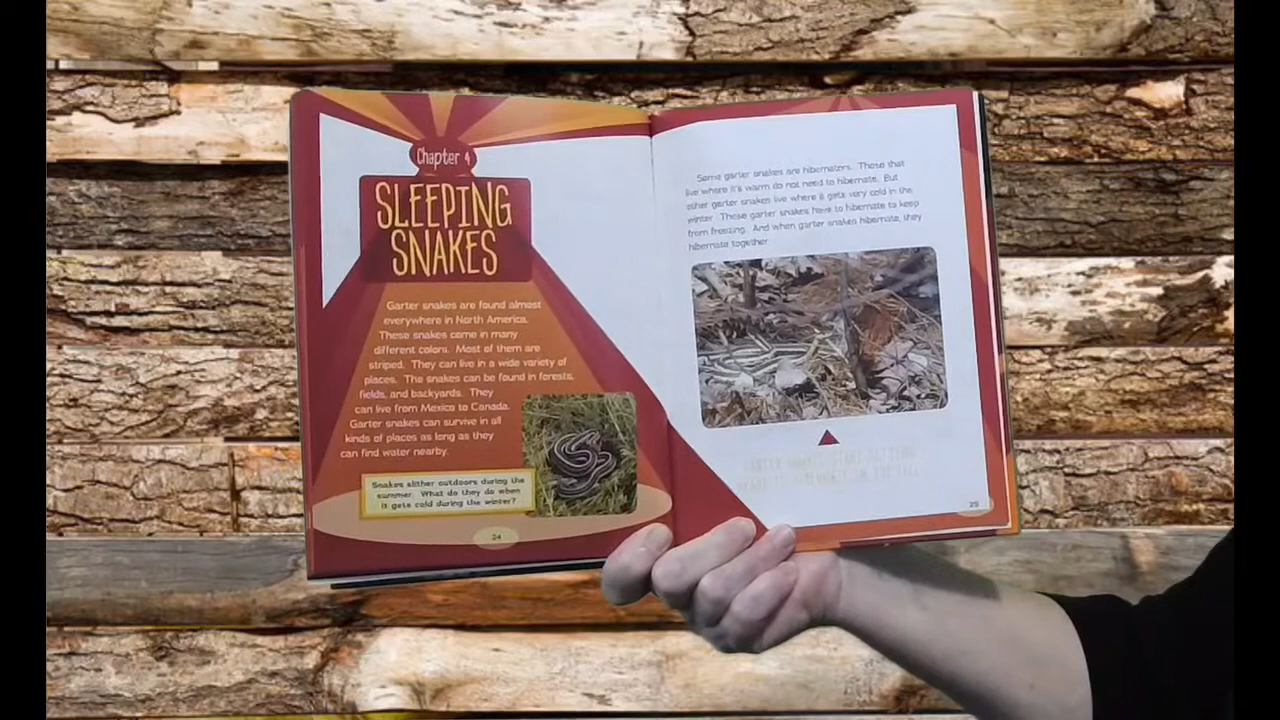 Chapter 4
SLEEPING
SNAKES
Garter snakes are found almost
everywhere in North America.
These snakes come in many
different colors. Most of them are
striped. They can live in a wide variety of
places. The snakes can be found in forests,
fields, and backyards. They
can live from Mexico to Canada.
Garter snakes can survive in all
kinds of places as long as they
can find water nearby.
Snakes slither outdoors during the
summer. What do they do when
it gets cold during the winter?
24
Some garter snakes are hibernators. Those that
live where it's warm do not need to hibernate. But
other garter snakes live where it gets very cold in the
winter. These garter snakes have to hibernate to keep
from freezing. And when garter snakes hibernate, they
hibernate together.
GARTER SNAKES START GETTING
IN THE FALL.
25